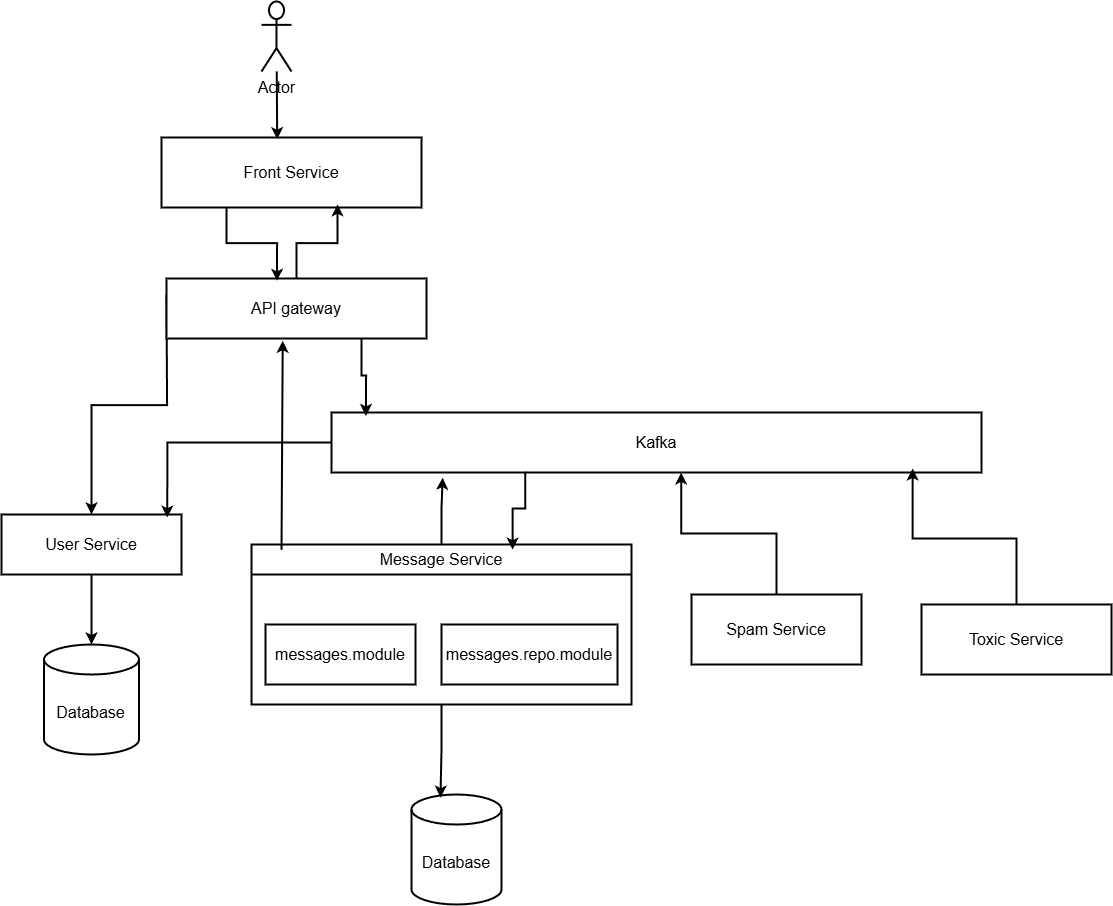 Actor
Front Service
API gateway
Kafka
User Service
Message Service
messages.module
messages.repo.module
Spam Service
Toxic Service
Database
Database